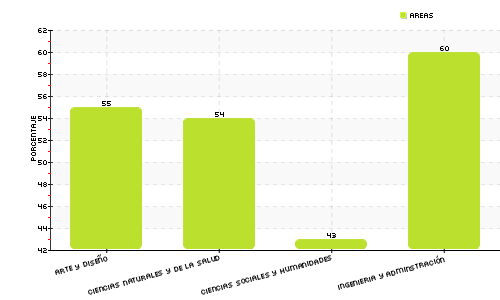 AREAS
62
60
58
56
54
52
50
48
46
44
42
PORCENTAJE
55
54
43
60
ARTE Y DISEÑO
CIENCIAS NATURALES Y DE LA SALUD
CIENCIAS SOCIALES Y HUMANIDADES
INGENIERIA Y ADMINSTRACIÓN